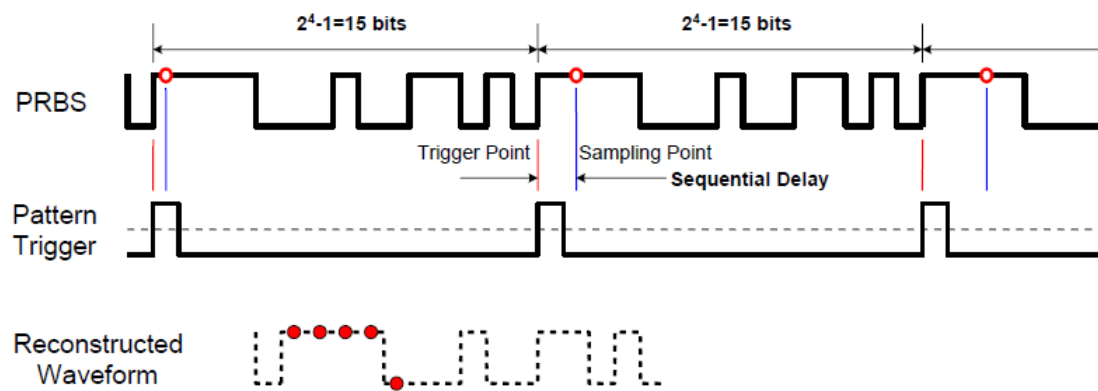 2⁴-1=15 bits
2⁴-1=15 bits
PRBS
Trigger Point
Sampling Point
Sequential Delay
Pattern
Trigger
Reconstructed
Waveform